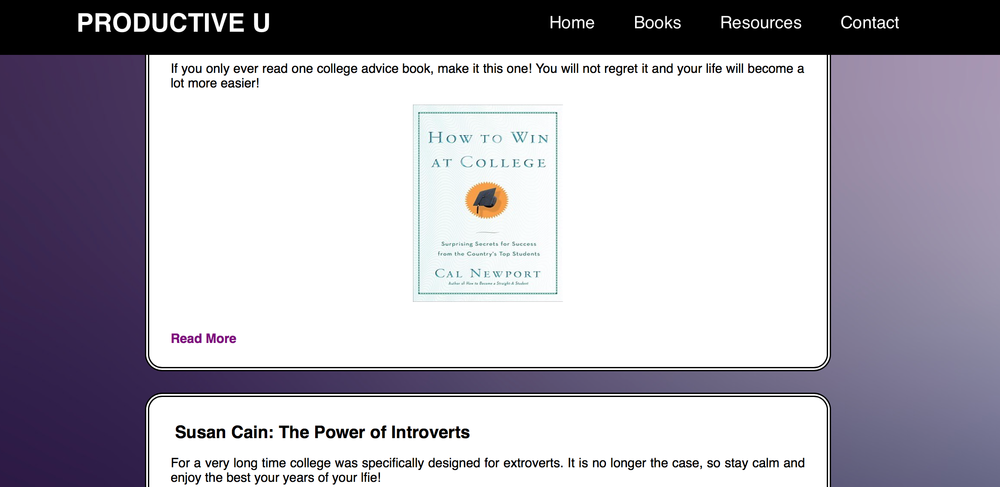 PRODUCTIVE U
Home Books Resources Contact
If you only ever read one college advice book, make it this one! You will not regret it and your life will become a
lot more easier!
HOW TO WIN
AT COLLEGE
Surprising Secrets for Success
from the Country's Top Students
CAL NEWPORT
Author of How to Become a Straight-A Student
Read More
Susan Cain: The Power of Introverts
For a very long time college was specifically designed for extroverts. It is no longer the case, so stay calm and
enjoy the best your years of your lfie!